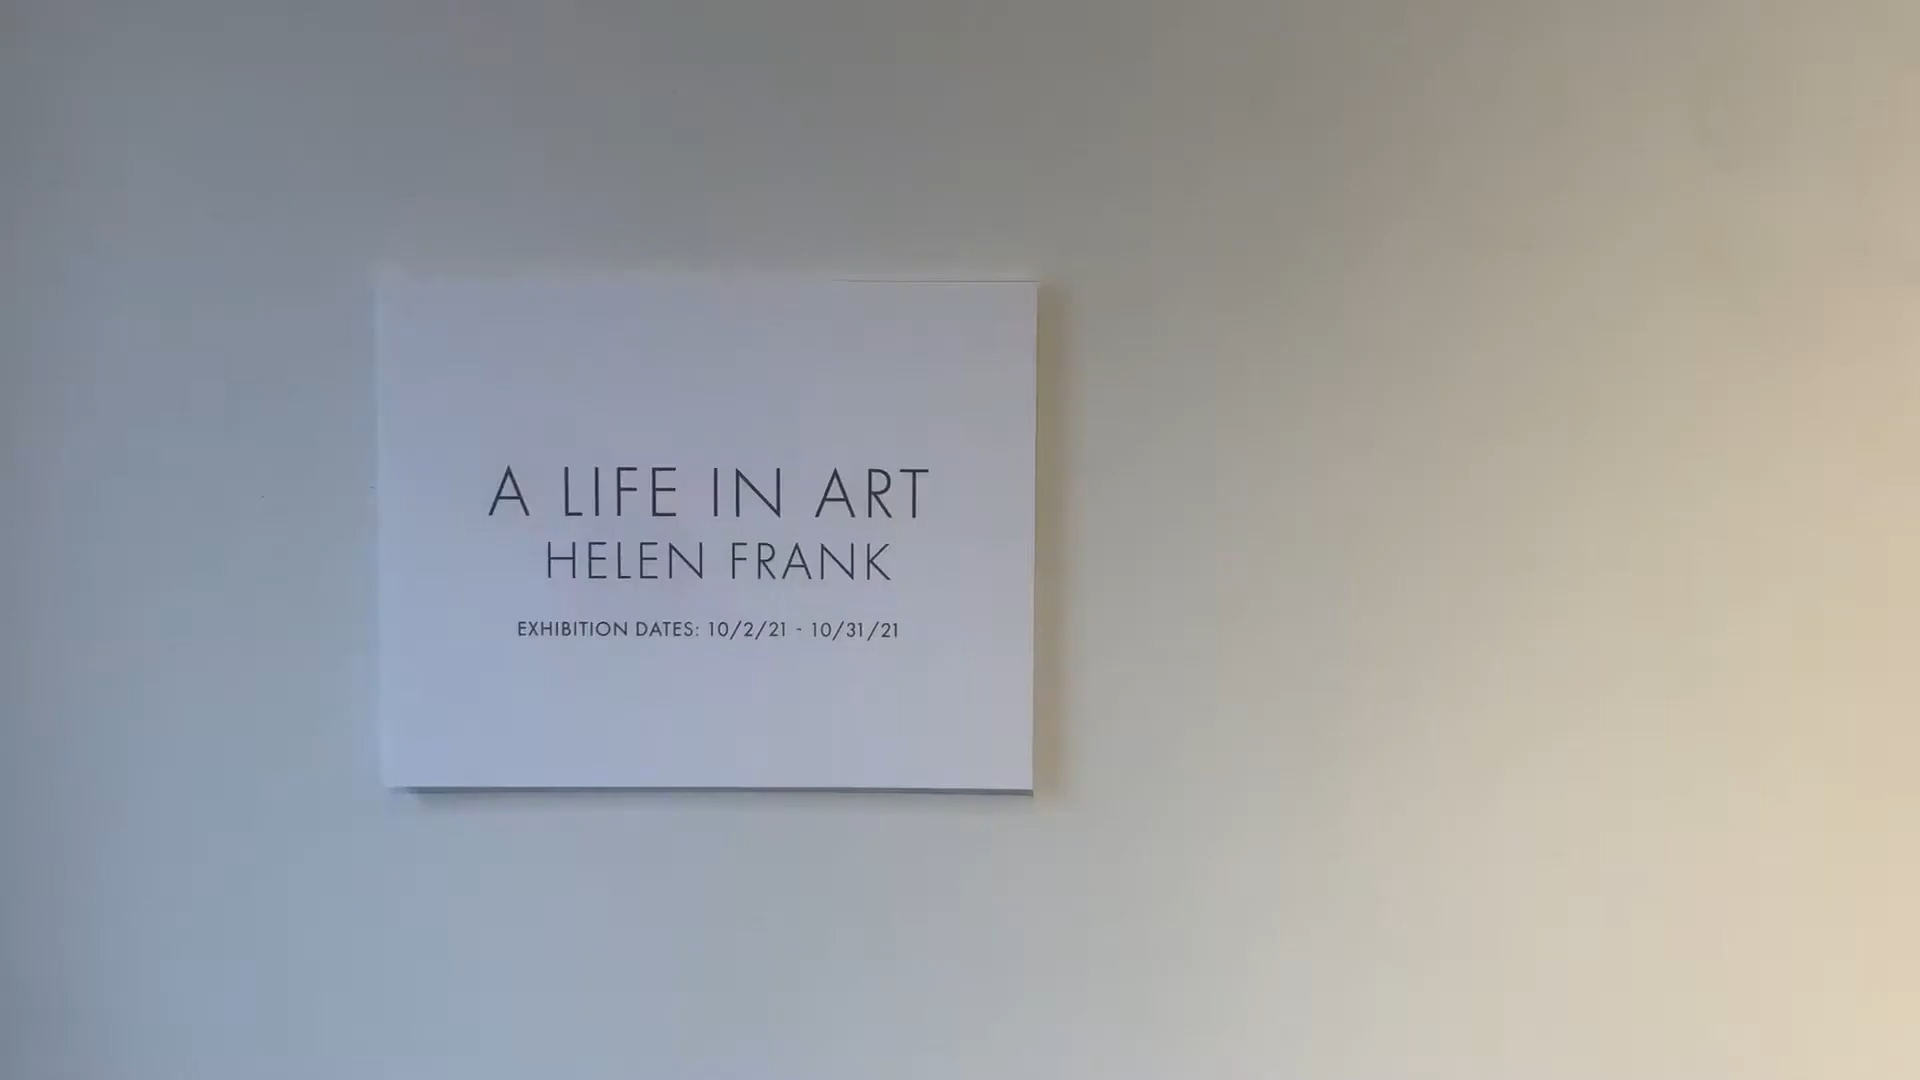 A LIFE IN ART
HELEN FRANK
EXHIBITION DATES: 10/2/21 - 10/31/21